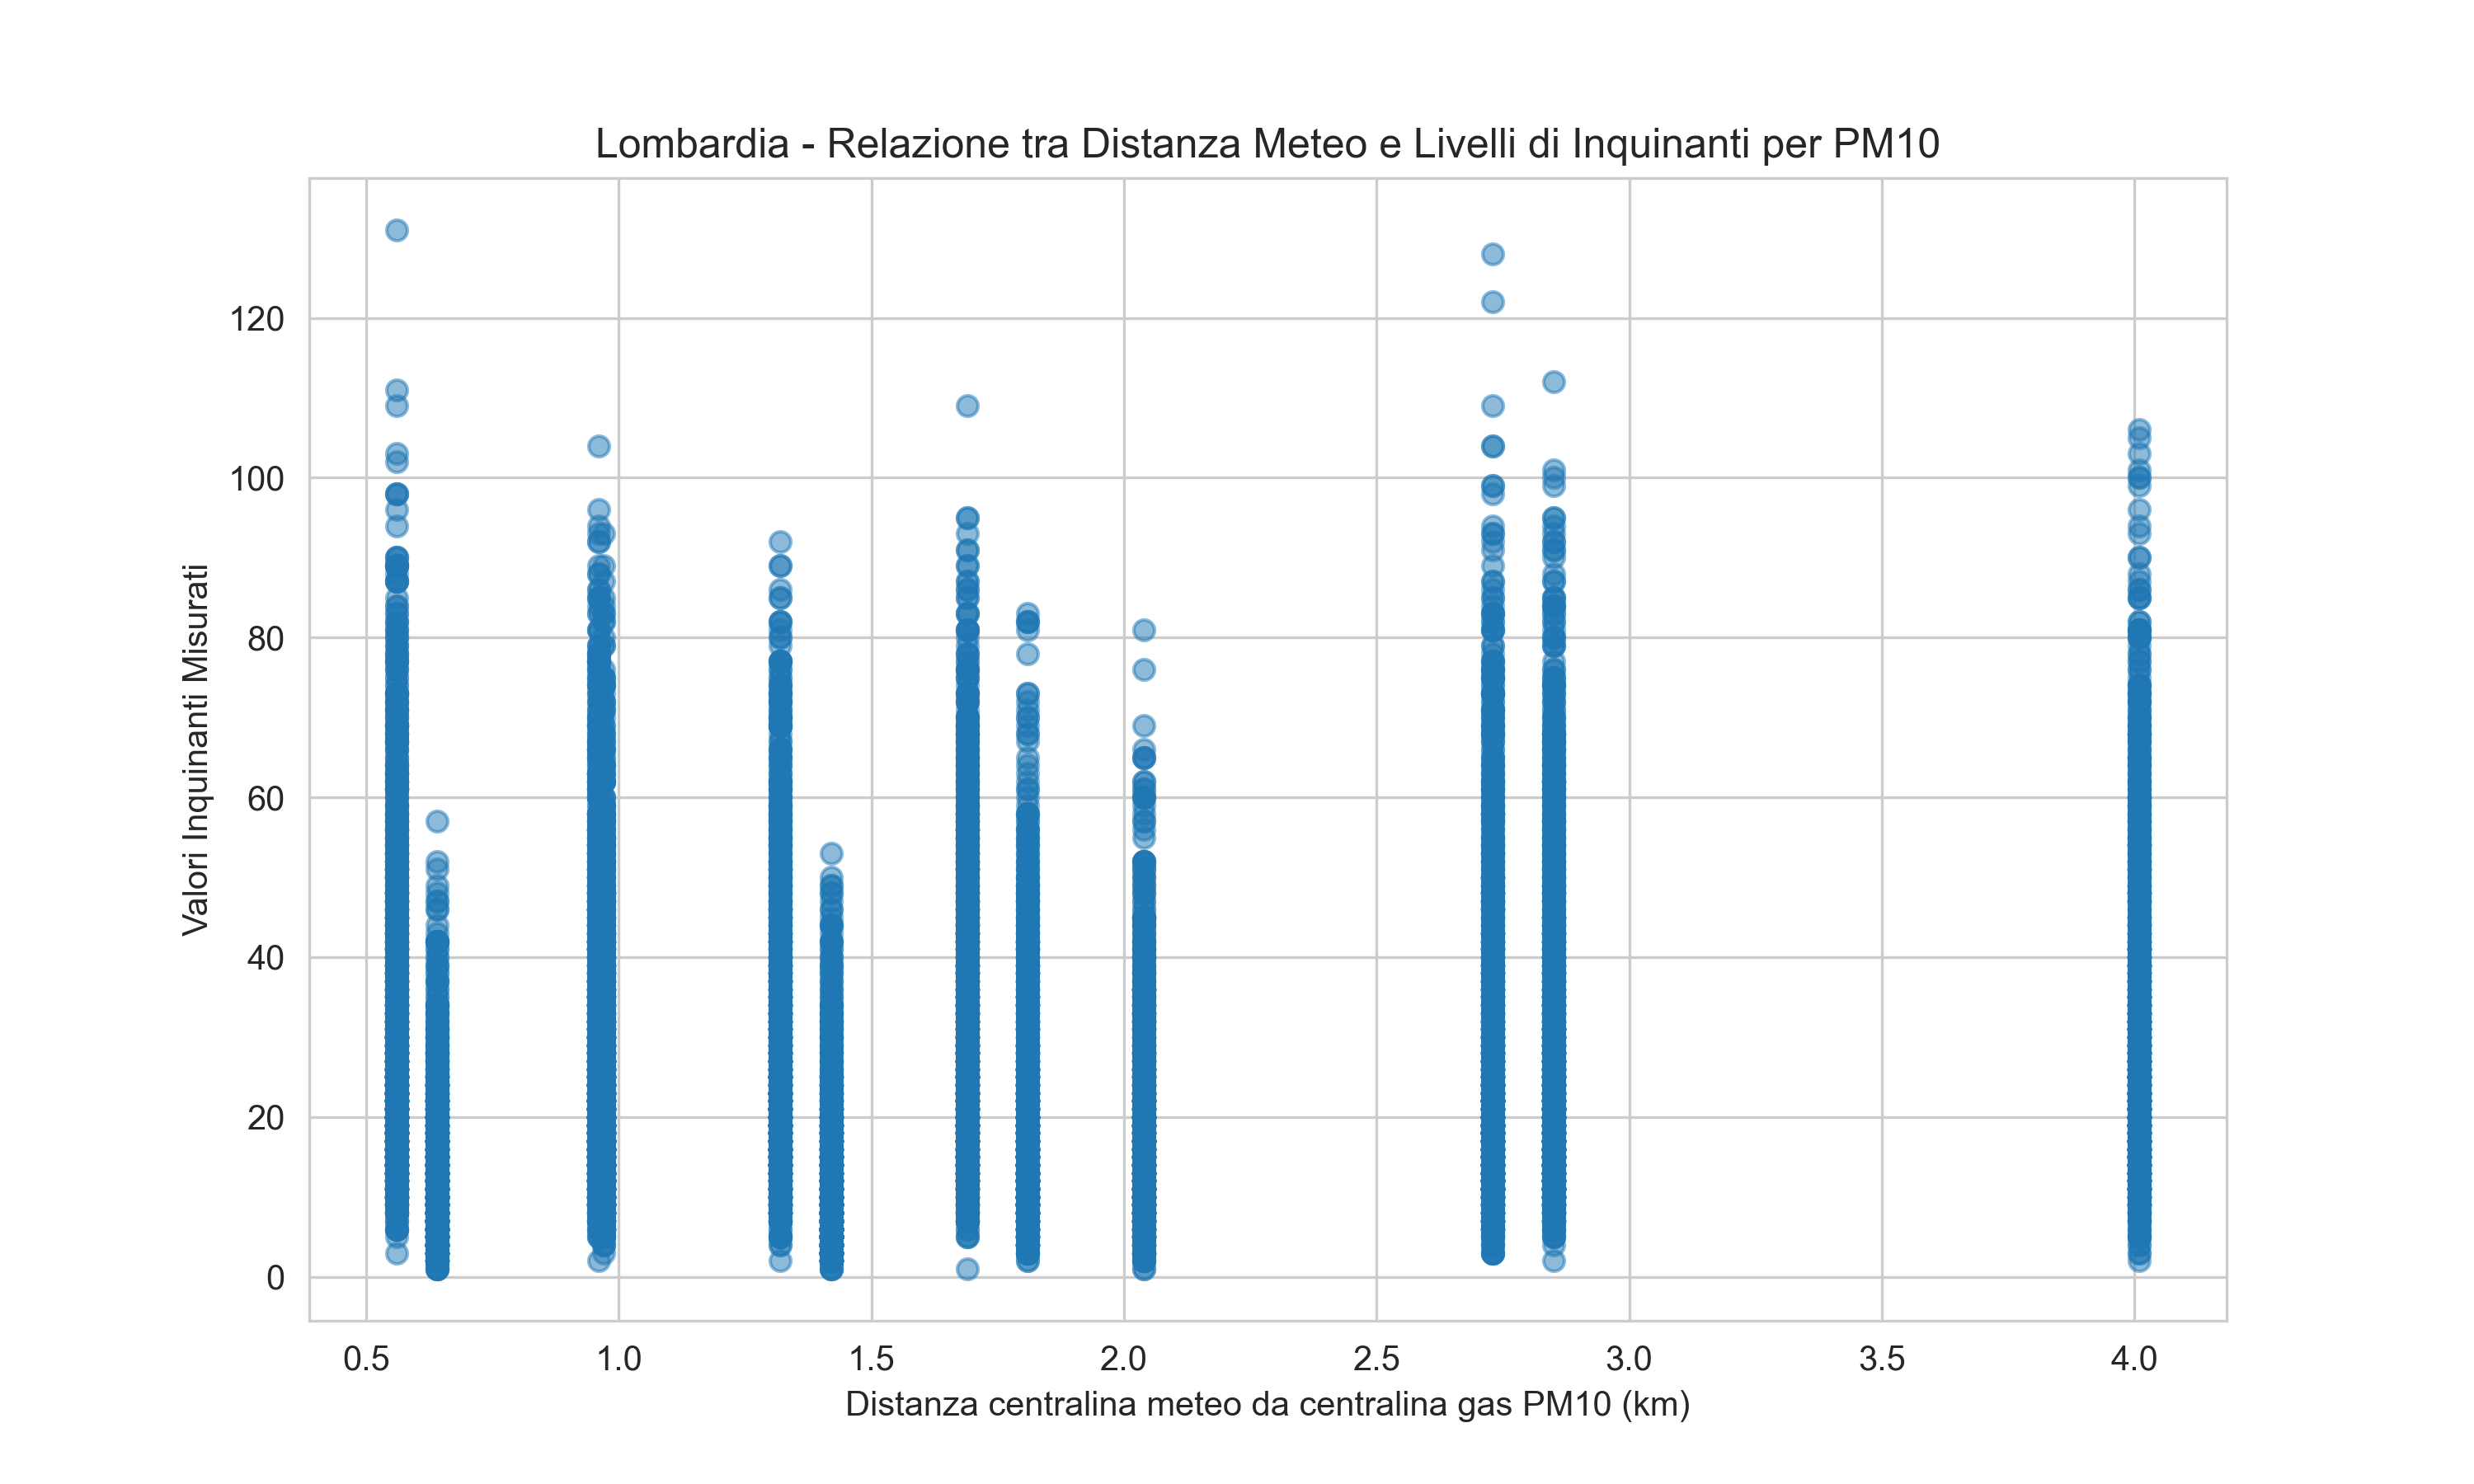 Lombardia - Relazione tra Distanza Meteo e Livelli di Inquinanti per PM10
Valori Inquinanti Misurati
120
100
80
60
40
20
0
0.5 1.0 1.5 2.0 2.5 3.0 3.5 4.0
Distanza centralina meteo da centralina gas PM10 (km)